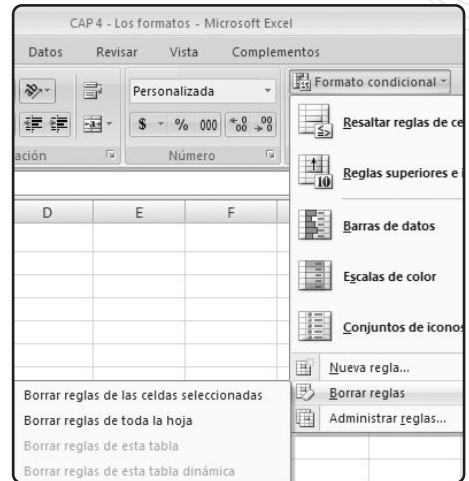 CAP 4 - Los formatos - Microsoft Excel
Datos Revisar Vista Complementos
Personalizada
Formato condicional
$ % 000
ación Número
Resaltar reglas de ce
Reglas superiores e i
10
D E F
Barras de datos
Escalas de color
Conjuntos de iconos
Nueva regla...
Borrar reglas
Administrar reglas...
Borrar reglas de las celdas seleccionadas
Borrar reglas de toda la hoja
Borrar reglas de esta tabla
Borrar reglas de esta tabla dinámica